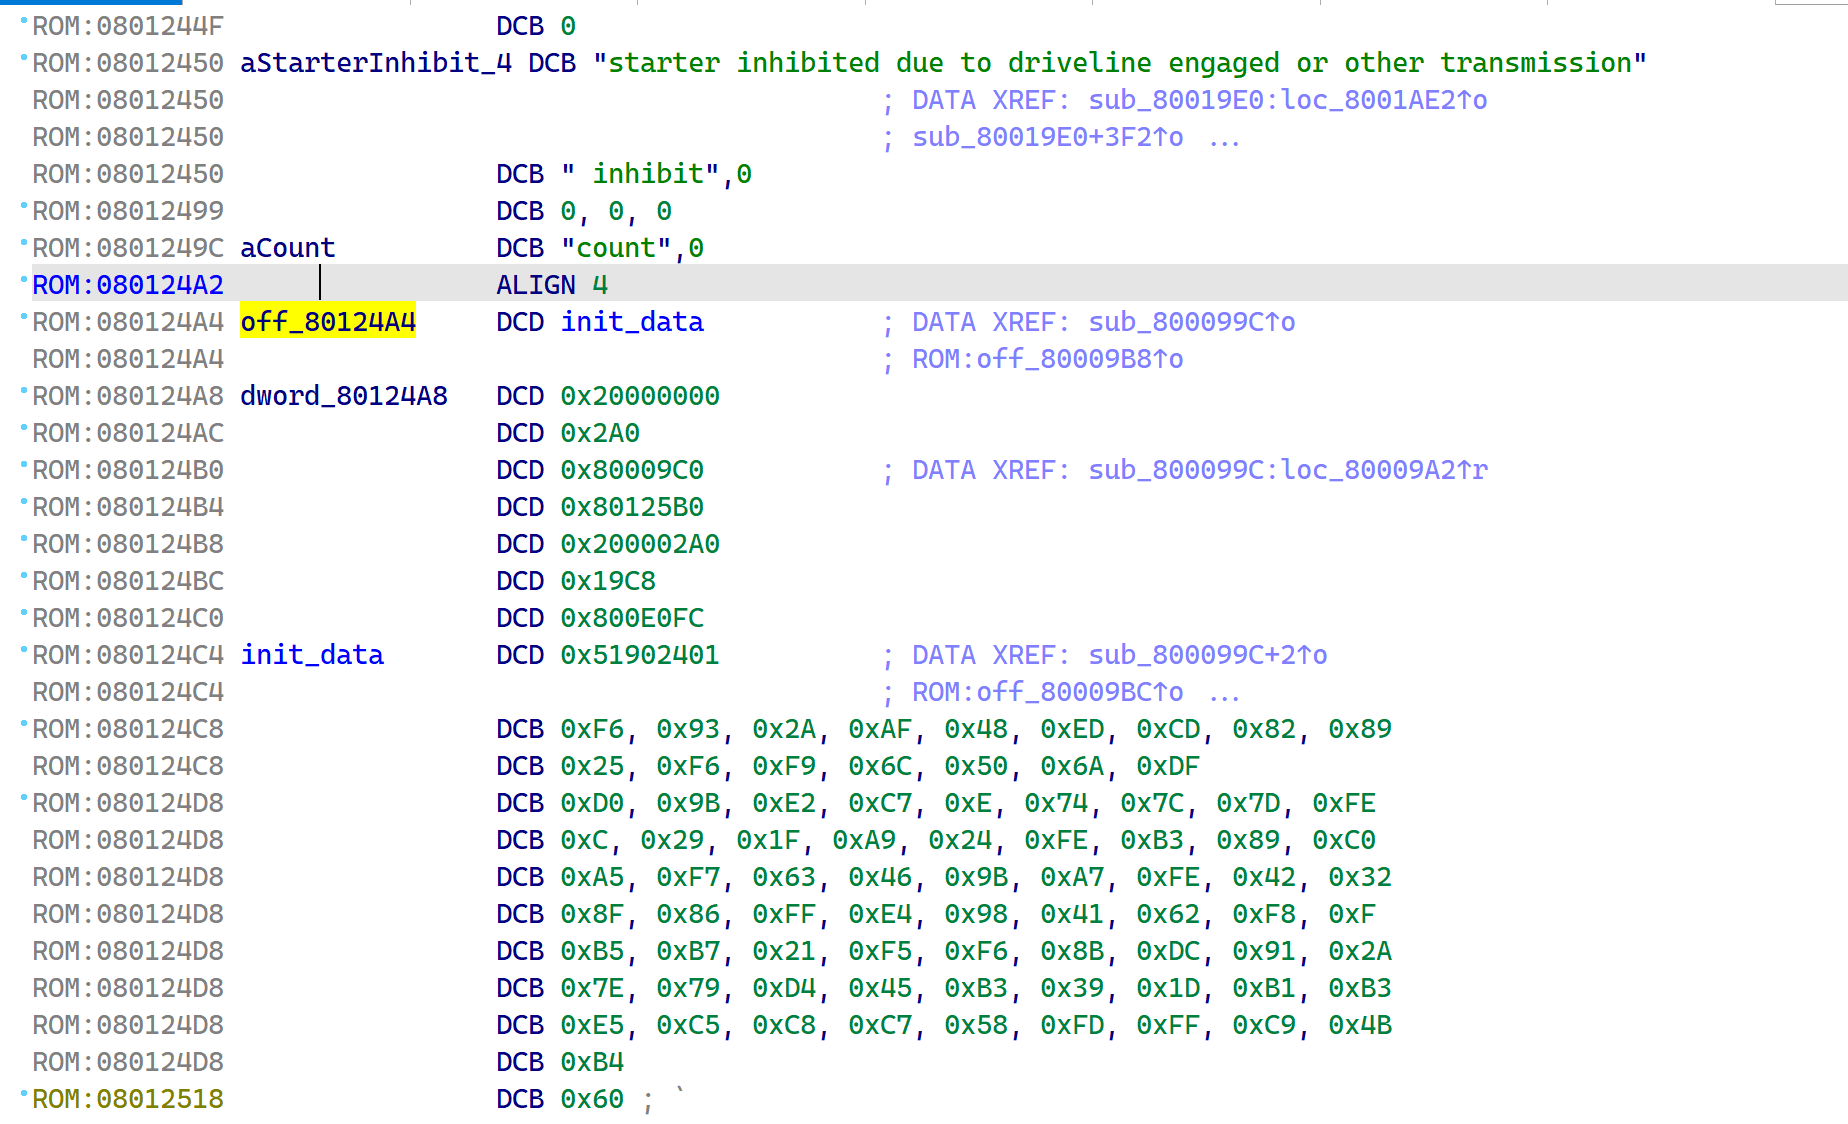 ROM:0801244F DCB 0
ROM:08012450 aStarterInhibit_4 DCB "starter inhibited due to driveline engaged or other transmission"
ROM:08012450 ; DATA XREF: sub_80019E0:loc_8001AE2↑o
ROM:08012450 ; sub_80019E0+3F2↑o ...
ROM:08012450 DCB " inhibit",0
ROM:08012499 DCB 0, 0, 0
ROM:0801249C aCount DCB "count",0
ROM:080124A2 ALIGN 4
ROM:080124A4 off_80124A4 DCD init_data ; DATA XREF: sub_800099C↑o
ROM:080124A4 ; ROM:off_80009B8↑o
ROM:080124A8 dword_80124A8 DCD 0x20000000
ROM:080124AC DCD 0x2A0
ROM:080124B0 DCD 0x80009C0 ; DATA XREF: sub_800099C:loc_80009A2↑r
ROM:080124B4 DCD 0x80125B0
ROM:080124B8 DCD 0x200002A0
ROM:080124BC DCD 0x19C8
ROM:080124C0 DCD 0x800E0FC
ROM:080124C4 init_data DCD 0x51902401 ; DATA XREF: sub_800099C+2↑o
ROM:080124C4 ; ROM:off_80009BC↑o ...
ROM:080124C8 DCB 0xF6, 0x93, 0x2A, 0xAF, 0x48, 0xED, 0xCD, 0x82, 0x89
ROM:080124C8 DCB 0x25, 0xF6, 0xF9, 0x6C, 0x50, 0x6A, 0xDF
ROM:080124D8 DCB 0xD0, 0x9B, 0xE2, 0xC7, 0xE, 0x74, 0x7C, 0x7D, 0xFE
ROM:080124D8 DCB 0xC, 0x29, 0x1F, 0xA9, 0x24, 0xFE, 0xB3, 0x89, 0xC0
ROM:080124D8 DCB 0xA5, 0xF7, 0x63, 0x46, 0x9B, 0xA7, 0xFE, 0x42, 0x32
ROM:080124D8 DCB 0x8F, 0x86, 0xFF, 0xE4, 0x98, 0x41, 0x62, 0xF8, 0xF
ROM:080124D8 DCB 0xB5, 0xB7, 0x21, 0xF5, 0xF6, 0x8B, 0xDC, 0x91, 0x2A
ROM:080124D8 DCB 0x7E, 0x79, 0xD4, 0x45, 0xB3, 0x39, 0x1D, 0xB1, 0xB3
ROM:080124D8 DCB 0xE5, 0xC5, 0xC8, 0xC7, 0x58, 0xFD, 0xFF, 0xC9, 0x4B
ROM:080124D8 DCB 0xB4
ROM:08012518 DCB 0x60 ; `